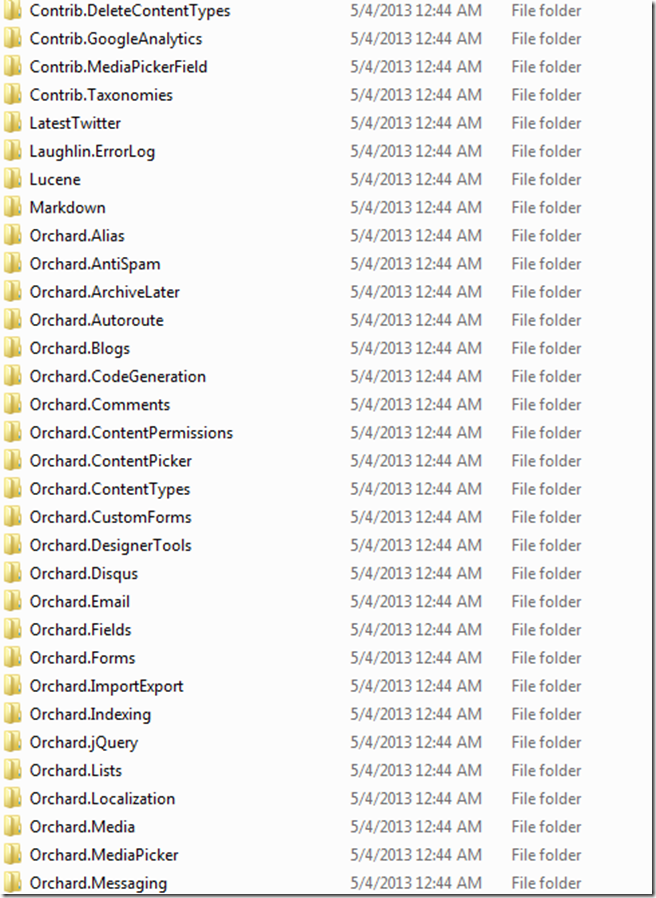 Contrib.DeleteContentTypes 5/4/2013 12:44 AM File folder
Contrib.GoogleAnalytics 5/4/2013 12:44 AM File folder
Contrib.MediaPickerField 5/4/2013 12:44 AM File folder
Contrib.Taxonomies 5/4/2013 12:44 AM File folder
LatestTwitter 5/4/2013 12:44 AM File folder
Laughlin.ErrorLog 5/4/2013 12:44 AM File folder
Lucene 5/4/2013 12:44 AM File folder
Markdown 5/4/2013 12:44 AM File folder
Orchard.Alias 5/4/2013 12:44 AM File folder
Orchard.AntiSpam 5/4/2013 12:44 AM File folder
Orchard.ArchiveLater 5/4/2013 12:44 AM File folder
Orchard.Autoroute 5/4/2013 12:44 AM File folder
Orchard.Blogs 5/4/2013 12:44 AM File folder
Orchard.CodeGeneration 5/4/2013 12:44 AM File folder
Orchard.Comments 5/4/2013 12:44 AM File folder
Orchard.ContentPermissions 5/4/2013 12:44 AM File folder
Orchard.ContentPicker 5/4/2013 12:44 AM File folder
Orchard.ContentTypes 5/4/2013 12:44 AM File folder
Orchard.CustomForms 5/4/2013 12:44 AM File folder
Orchard.DesignerTools 5/4/2013 12:44 AM File folder
Orchard.Disqus 5/4/2013 12:44 AM File folder
Orchard.Email 5/4/2013 12:44 AM File folder
Orchard.Fields 5/4/2013 12:44 AM File folder
Orchard.Forms 5/4/2013 12:44 AM File folder
Orchard.ImportExport 5/4/2013 12:44 AM File folder
Orchard.Indexing 5/4/2013 12:44 AM File folder
Orchard.jQuery 5/4/2013 12:44 AM File folder
Orchard.Lists 5/4/2013 12:44 AM File folder
Orchard.Localization 5/4/2013 12:44 AM File folder
Orchard.Media 5/4/2013 12:44 AM File folder
Orchard.MediaPicker 5/4/2013 12:44 AM File folder
Orchard.Messaging 5/4/2013 12:44 AM File folder